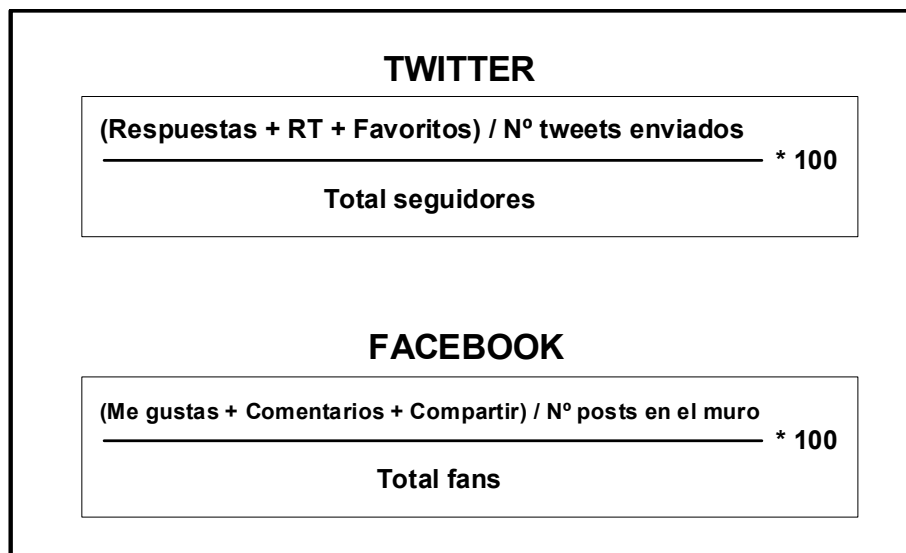 TWITTER
(Respuestas + RT + Favoritos) / Nº tweets enviados
* 100
Total seguidores
FACEBOOK
(Me gustas + Comentarios + Compartir) / Nº posts en el muro
* 100
Total fans